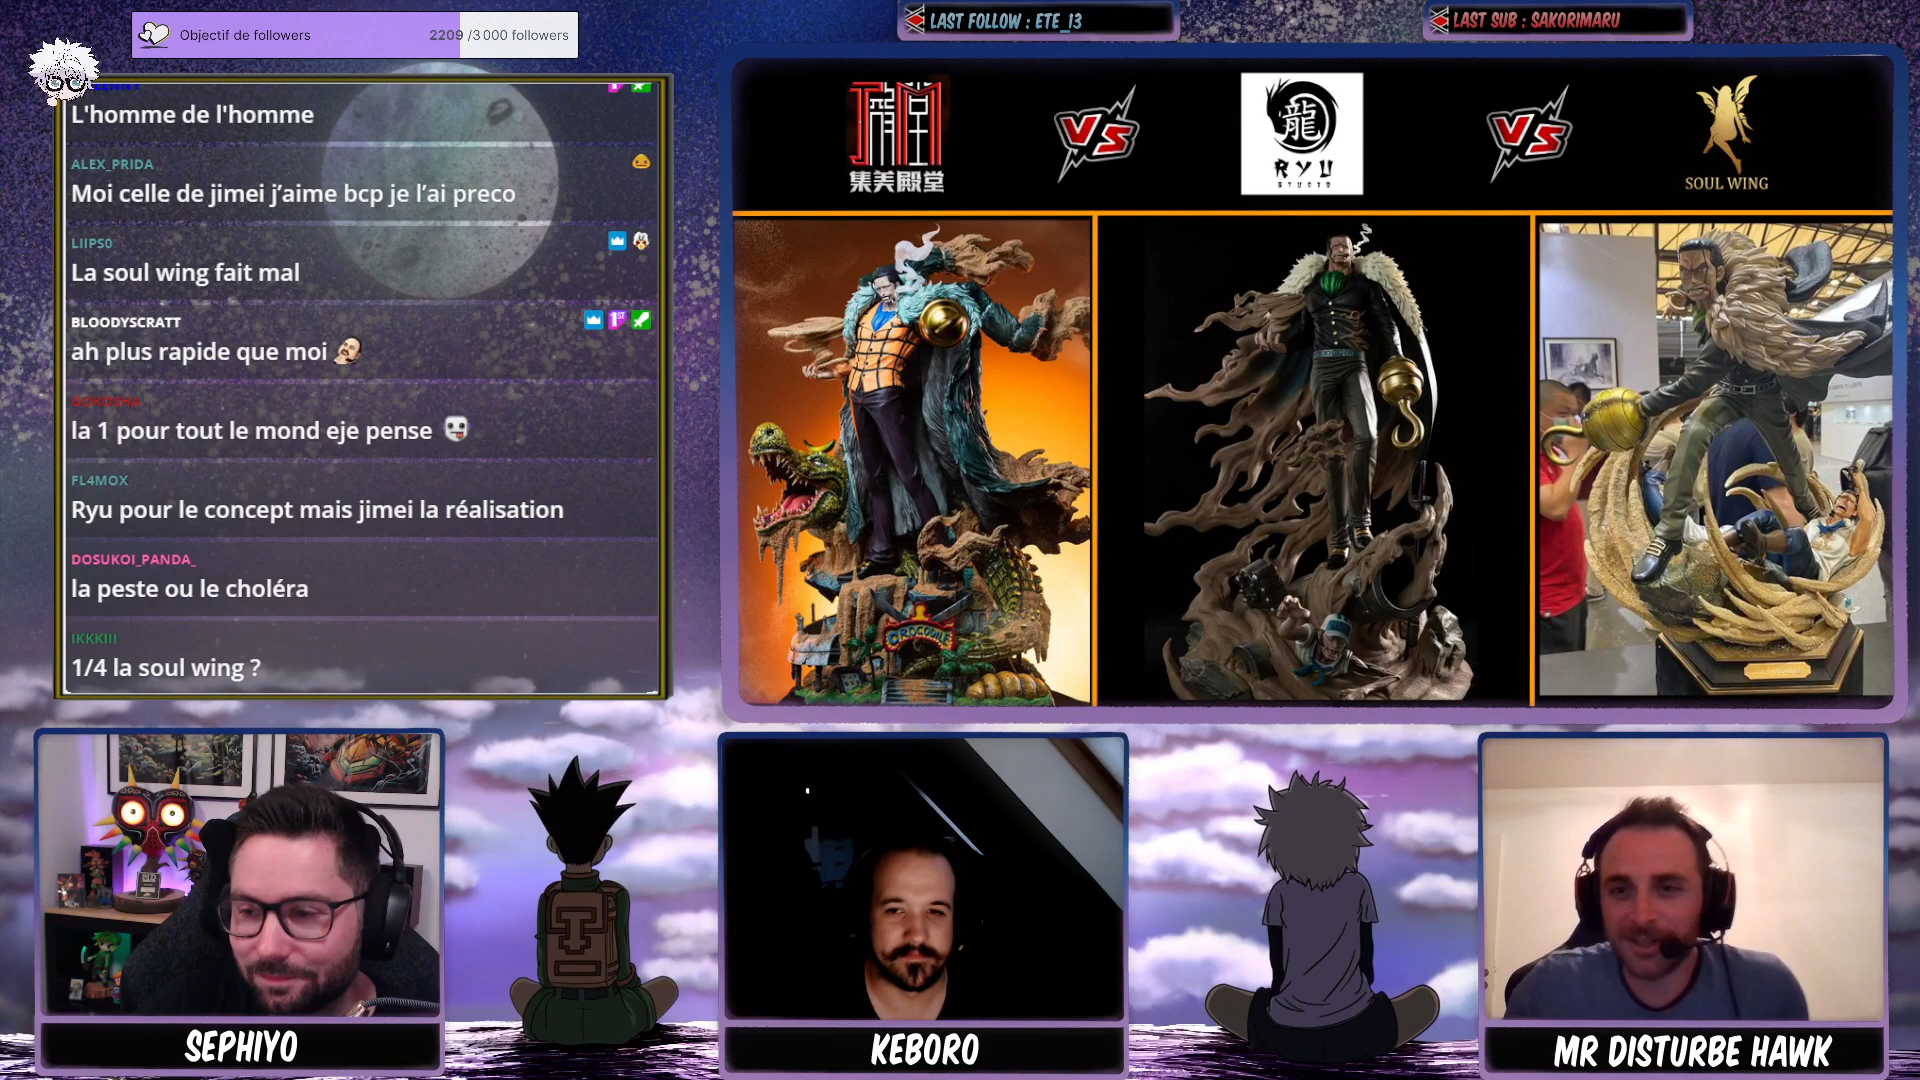 Objectif de followers
2209 /3 000 followers
LAST FOLLOW : ETE_13
LAST SUB : SAKORIMARU
L'homme de l'homme
ALEX_PRIDA
Moi celle de jimei j'aime bcp je l'ai preco
LIIPS0
La soul wing fait mal
BLOODYSCRATT
1ST
ah plus rapide que moi
la 1 pour tout le mond eje pense
FL4MOX
Ryu pour le concept mais jimei la réalisation
DOSUKOI_PANDA_
la peste ou le choléra
IKKKIII
1/4 la soul wing ?
集美殿堂
VS
龍
RYU
STUDIO
VS
SOUL WING
CROCODILE
SEPHIYO
KEBORO
MR DISTURBE HAWK